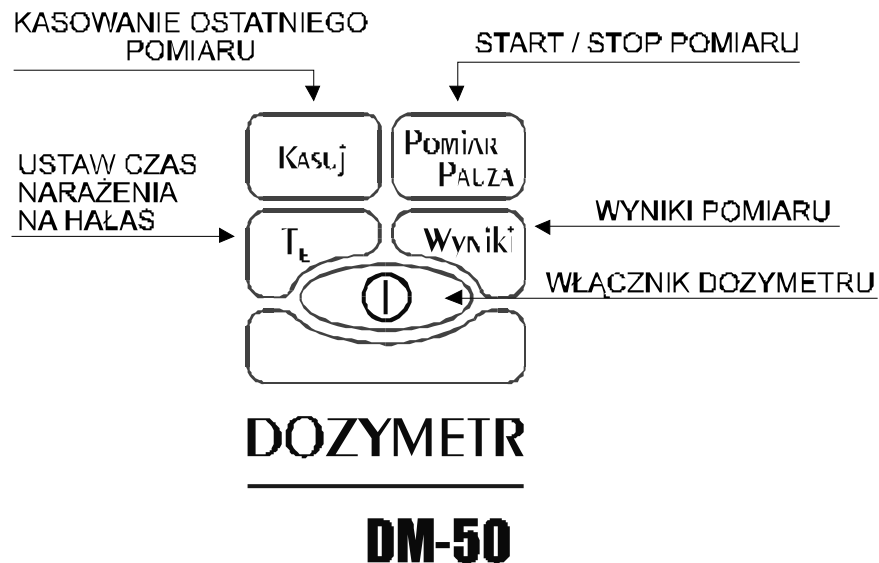 KASOWANIE OSTATNIEGO
POMIARU
START / STOP POMIARU
Kasuj
Pomiar
Pauza
USTAW CZAS
NARAŻENIA
NA HAŁAS
TE
Wyniki
WYNIKI POMIARU
WŁĄCZNIK DOZYMETRU
DOZYMETR
DM-50